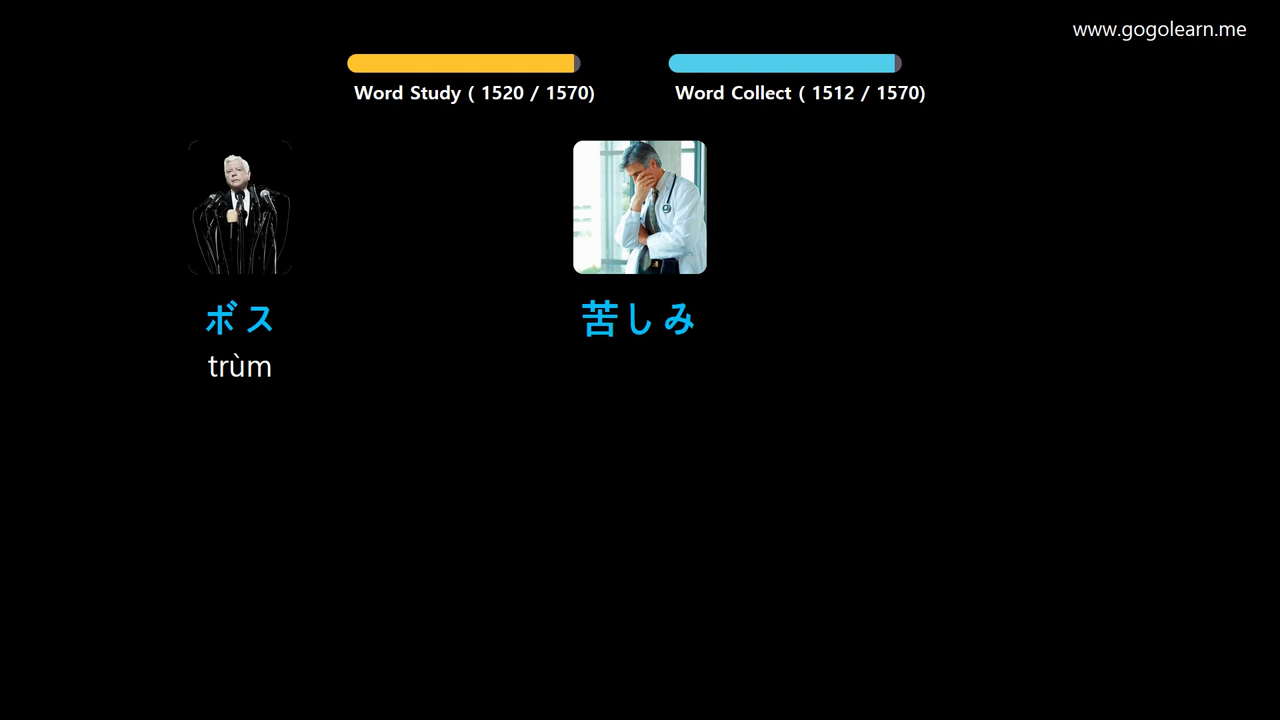 www.gogolearn.me
Word Study ( 1520 / 1570)
Word Collect ( 1512 / 1570)
ボス
苦しみ
trùm